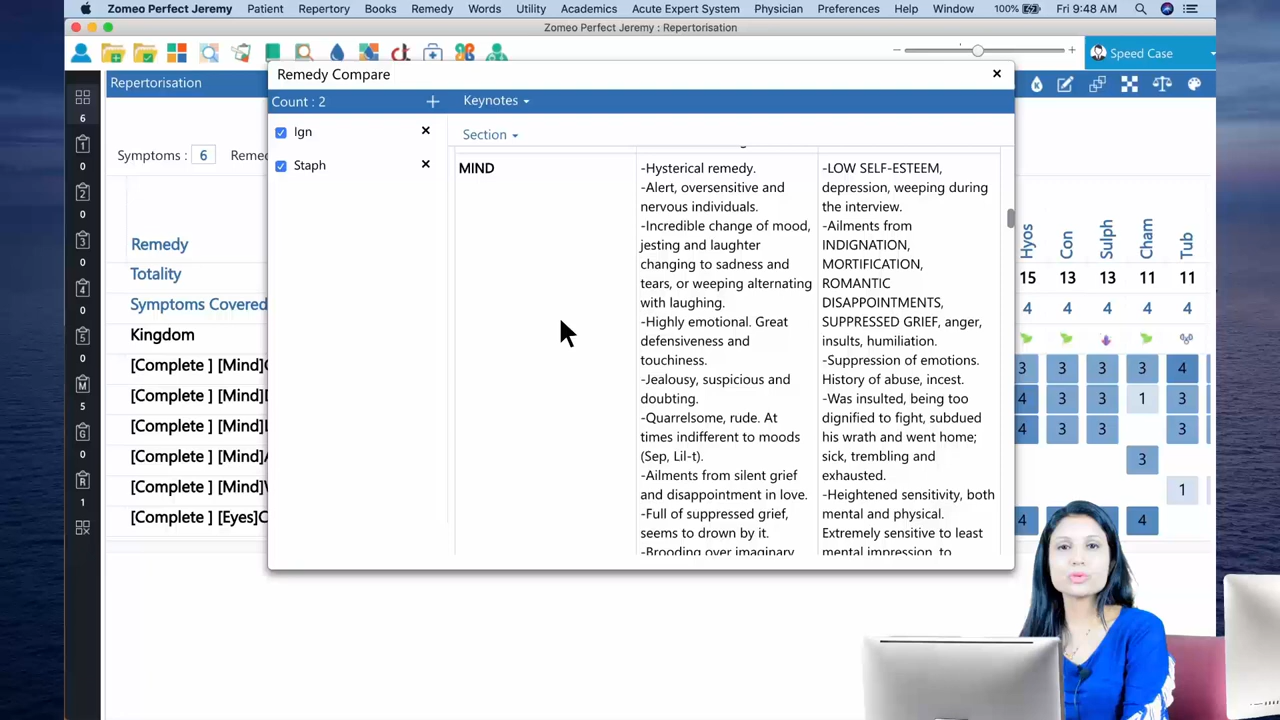 Zomeo Perfect Jeremy Patient Repertory Books Remedy Words Utility Academics Acute Expert System Physician Preferences Help Window 100% Fri 9:48 AM
Zomeo Perfect Jeremy : Repertorisation
Speed Case
Repertorisation
Remedy Compare
Count : 2
Keynotes
Ign
Staph
Section
6
0
0
0
0
0
5
0
1
Symptoms : 6 Remed
Remedy
Totality
Symptoms Covered
Kingdom
[Complete ] [Mind]
[Complete ] [Mind]
[Complete ] [Mind]L
[Complete ] [Mind]
[Complete ] [Mind]
[Complete ] [Eyes]
MIND
-Hysterical remedy.
-Alert, oversensitive and
nervous individuals.
-Incredible change of mood,
jesting and laughter
changing to sadness and
tears, or weeping alternating
with laughing.
-Highly emotional. Great
defensiveness and
touchiness.
-Jealousy, suspicious and
doubting.
-Quarrelsome, rude. At
times indifferent to moods
(Sep, Lil-t).
-Ailments from silent grief
and disappointment in love.
-Full of suppressed grief,
seems to drown by it.
-Brooding over imaginary
-LOW SELF-ESTEEM,
depression, weeping during
the interview.
-Ailments from
INDIGNATION,
MORTIFICATION,
ROMANTIC
DISAPPOINTMENTS,
SUPPRESSED GRIEF, anger,
insults, humiliation.
-Suppression of emotions.
History of abuse, incest.
-Was insulted, being too
dignified to fight, subdued
his wrath and went home;
sick, trembling and
exhausted.
-Heightened sensitivity, both
mental and physical.
Extremely sensitive to least
mental impression, to
Hyos Con Sulph Cham Tub
15 13 13 11 11
4 4 4 4 4
3 3 3 3 4
4 3 3 1 3
4 3 3 3
3
1
4 4 4